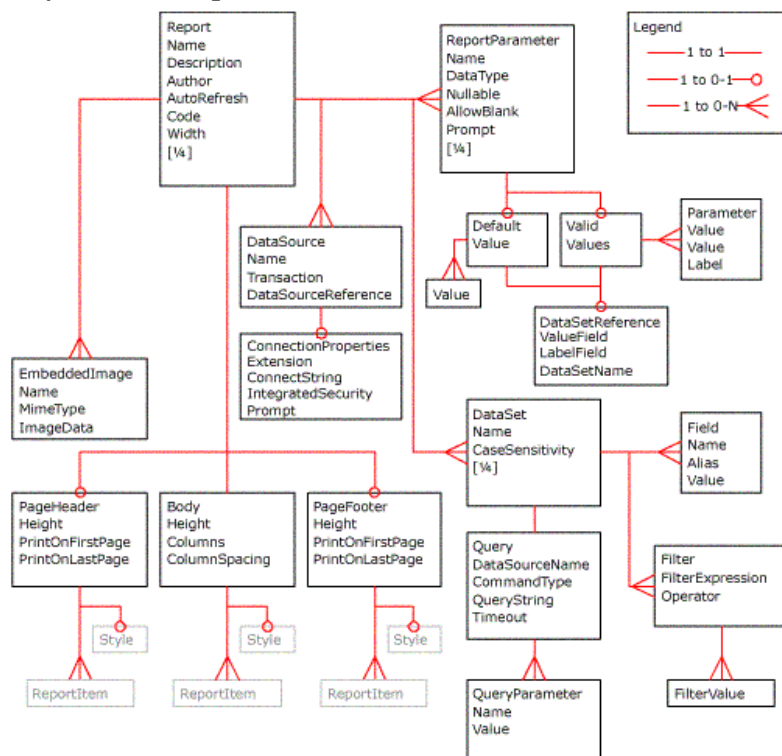 Report
Name
Description
Author
AutoRefresh
Code
Width
[¼]
ReportParameter
Name
DataType
Nullable
AllowBlank
Prompt
[¼]
Legend
1 to 1
1 to 0-1
1 to 0-N
DataSource
Name
Transaction
DataSourceReference
Default
Value
Valid
Values
Parameter
Value
Value
Label
Value
ConnectionProperties
Extension
ConnectString
IntegratedSecurity
Prompt
DataSetReference
ValueField
LabelField
DataSetName
EmbeddedImage
Name
MimeType
ImageData
DataSet
Name
CaseSensitivity
[¼]
Field
Name
Alias
Value
PageHeader
Height
PrintOnFirstPage
PrintOnLastPage
Body
Height
Columns
ColumnSpacing
PageFooter
Height
PrintOnFirstPage
PrintOnLastPage
Query
DataSourceName
CommandType
QueryString
Timeout
Filter
FilterExpression
Operator
Style
Style
Style
ReportItem
ReportItem
ReportItem
QueryParameter
Name
Value
FilterValue